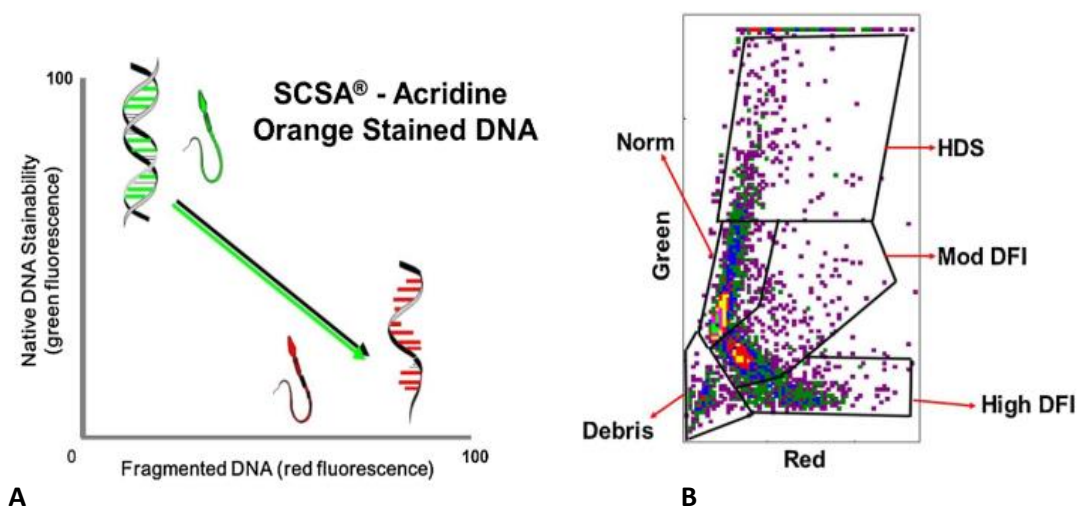 100
SCSA® - Acridine
Orange Stained DNA
Native DNA Stainability
(green fluorescence)
0
100
Fragmented DNA (red fluorescence)
A
Norm
HDS
Green
Mod DFI
High DFI
Debris
Red
B